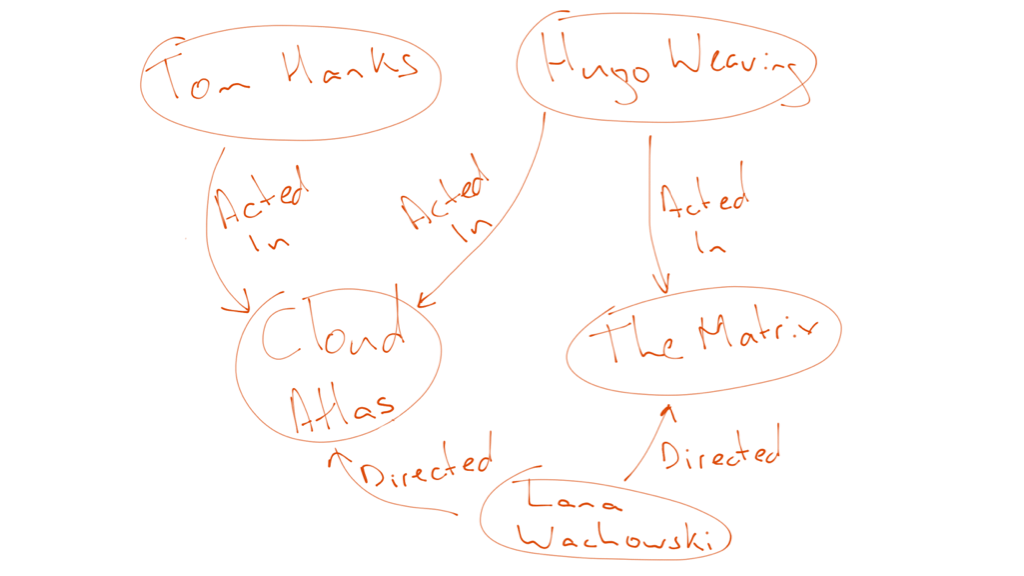 Tom Hanks
Hugo Weaving
Acted
In
Acted
In
Acted
In
Cloud
Atlas
The Matrix
Directed
Directed
Lana
Wachowski